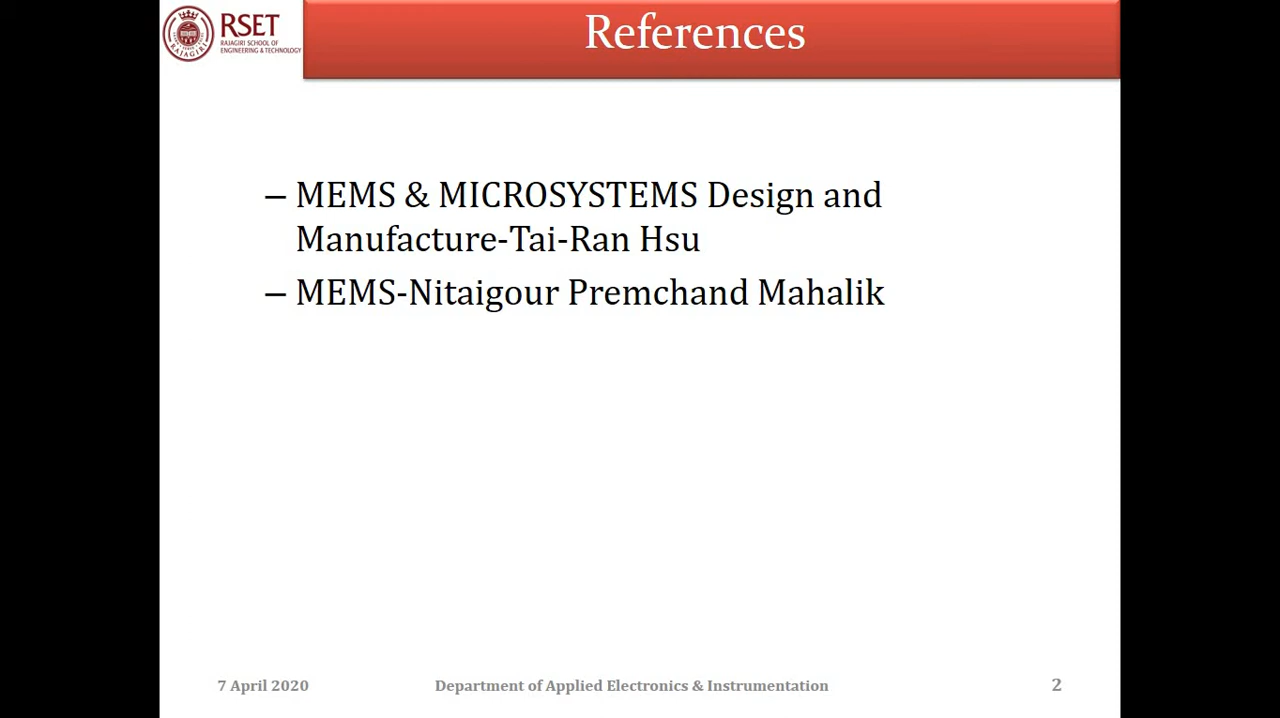 RSET
RAJAGIRI SCHOOL OF
ENGINEERING & TECHNOLOGY
RAJAGIRI
References
– MEMS & MICROSYSTEMS Design and
Manufacture-Tai-Ran Hsu
– MEMS-Nitaigour Premchand Mahalik
7 April 2020
Department of Applied Electronics & Instrumentation
2